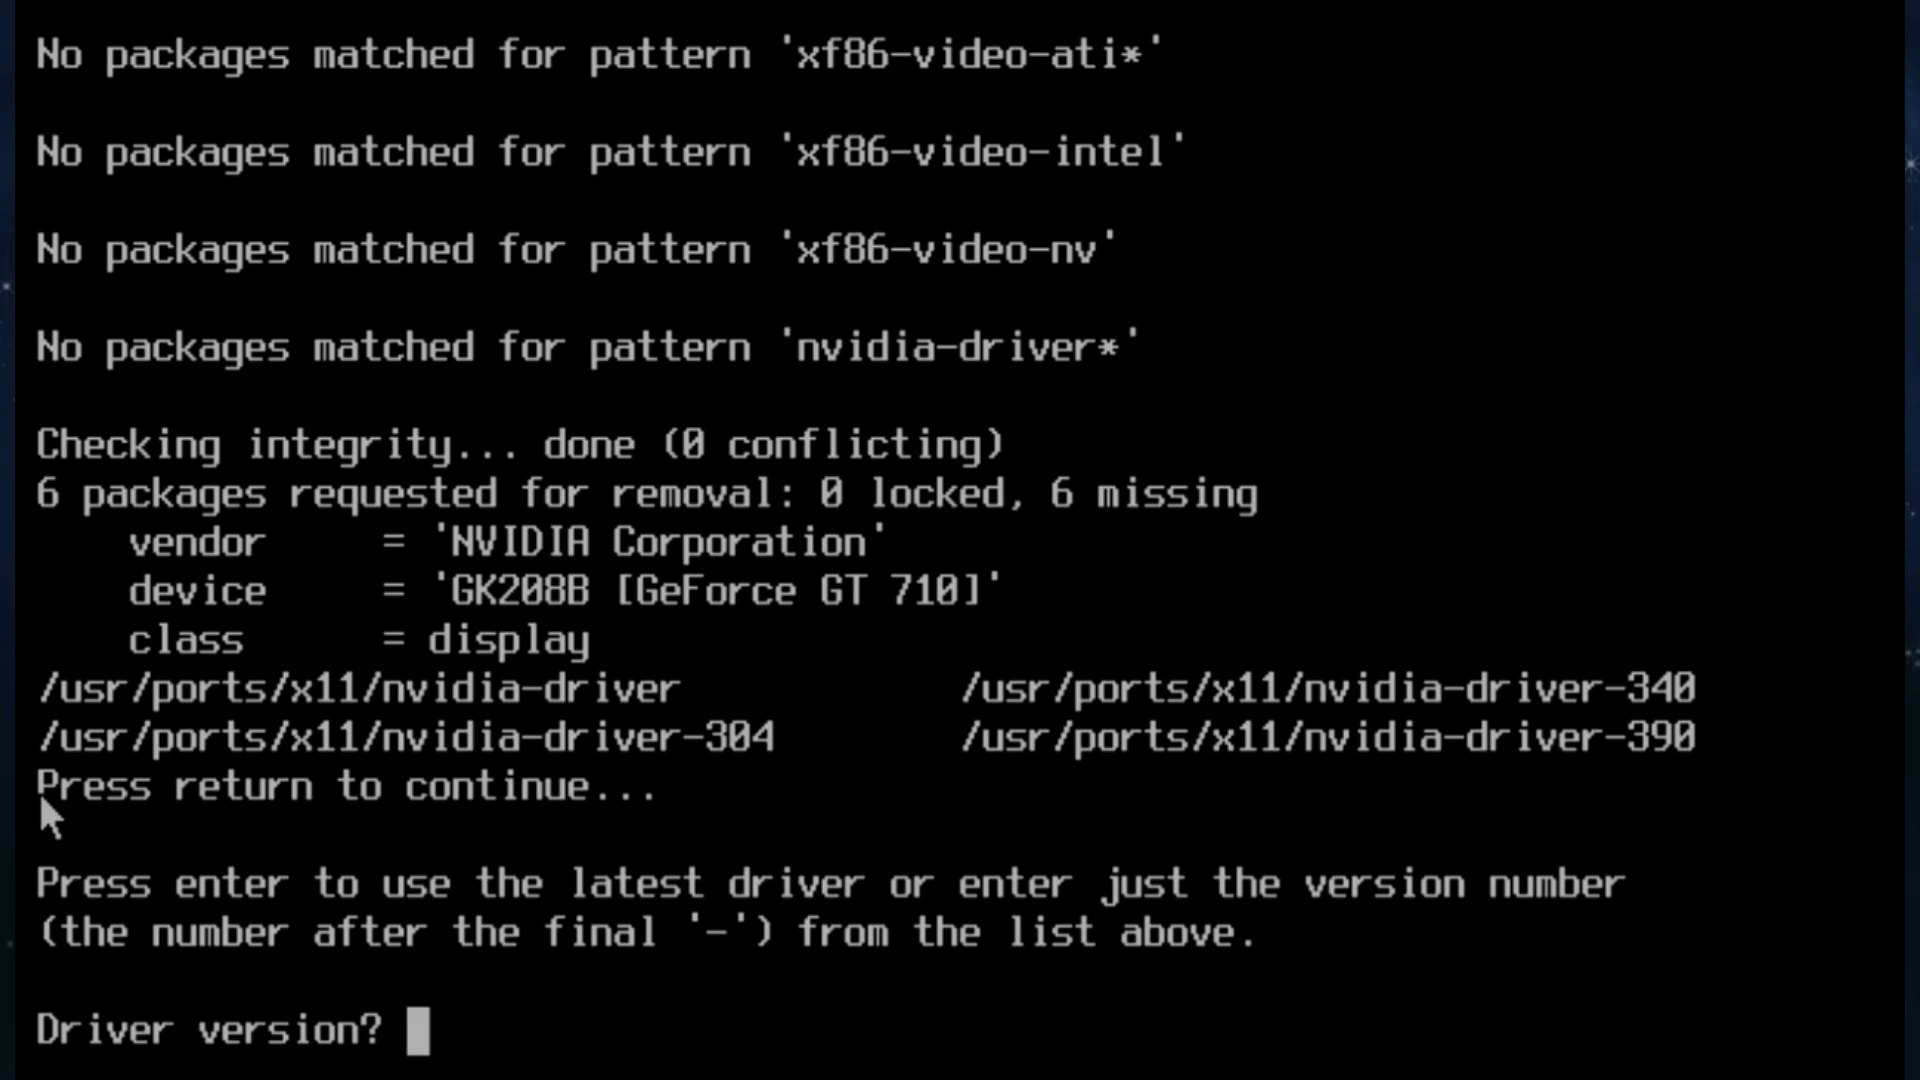 No packages matched for pattern 'xf86-video-ati*'
No packages matched for pattern 'xf86-video-intel'
No packages matched for pattern 'xf86-video-nv'
No packages matched for pattern 'nvidia-driver*'
Checking integrity... done (0 conflicting)
6 packages requested for removal: 0 locked, 6 missing
    vendor     = 'NVIDIA Corporation'
    device     = 'GK208B [GeForce GT 710]'
    class      = display
/usr/ports/x11/nvidia-driver            /usr/ports/x11/nvidia-driver-340
/usr/ports/x11/nvidia-driver-304        /usr/ports/x11/nvidia-driver-390
Press return to continue...
Press enter to use the latest driver or enter just the version number
(the number after the final '-') from the list above.
Driver version?